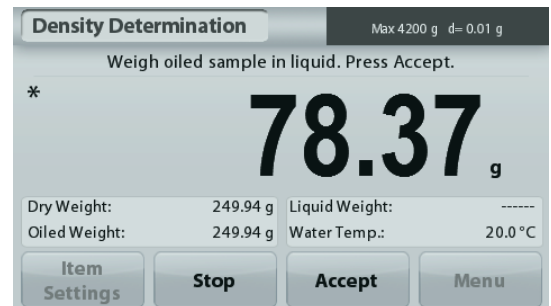 Density Determination
Max 4200 g d= 0.01 g
Weigh oiled sample in liquid. Press Accept.
*
78.37 g
Dry Weight: 249.94 g Liquid Weight: ------
Oiled Weight: 249.94 g Water Temp.: 20.0 °C
Item Settings
Stop
Accept
Menu